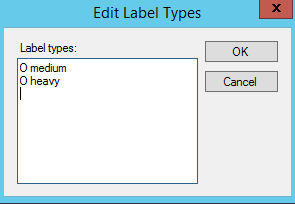 Edit Label Types
x
Label types:
OK
O medium
O heavy
Cancel